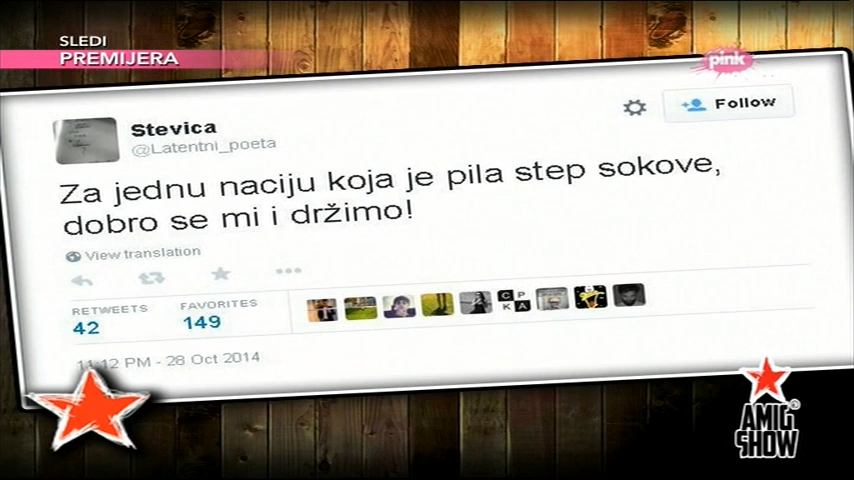 SLEDI
PREMIJERA
pink
Stevica
@Latentni_poeta
Follow
Za jednu naciju koja je pila step sokove,
dobro se mi i držimo!
View translation
RETWEETS
FAVORITES
42
149
C P
K A
11:12 PM - 28 Oct 2014
AMIG
SHOW